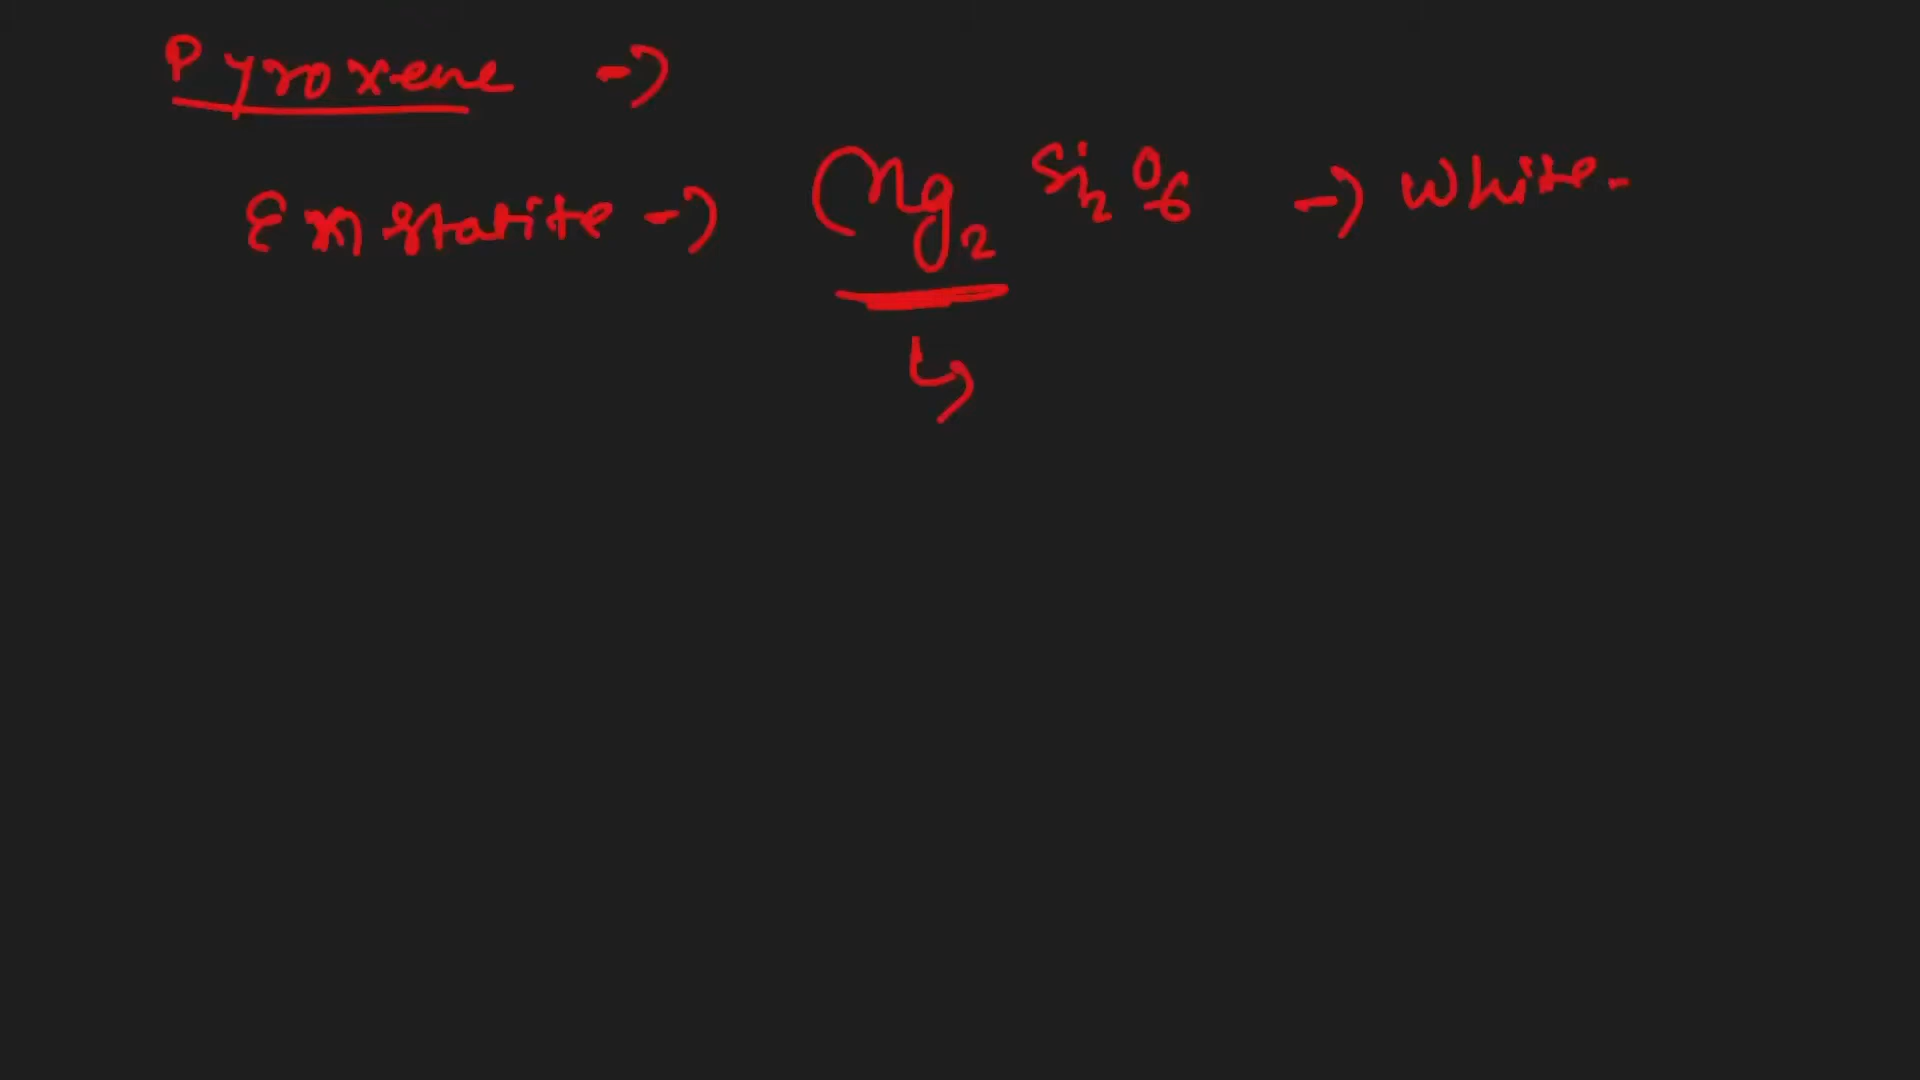 Pyroxene →
Enstatite → Mg₂ Si₂ O₆ → White.